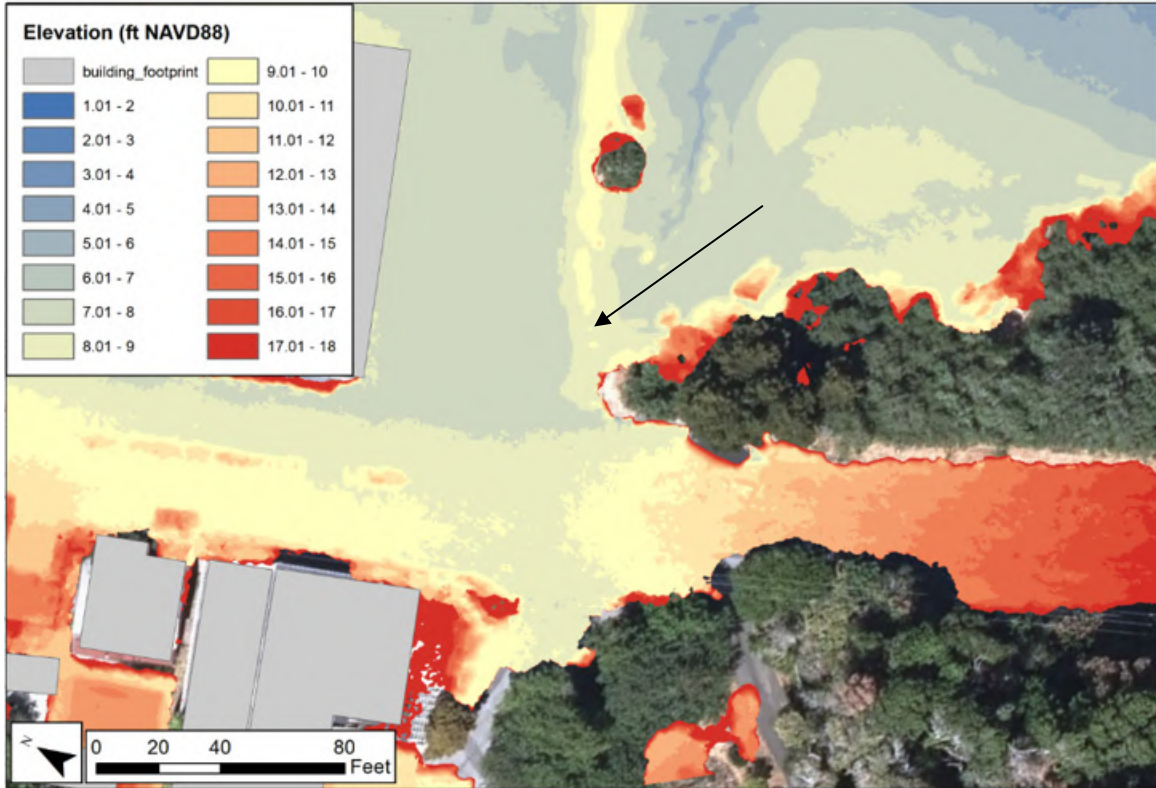 Elevation (ft NAVD88)
building_footprint
1.01 - 2
2.01 - 3
3.01 - 4
4.01 - 5
5.01 - 6
6.01 - 7
7.01 - 8
8.01 - 9
9.01 - 10
10.01 - 11
11.01 - 12
12.01 - 13
13.01 - 14
14.01 - 15
15.01 - 16
16.01 - 17
17.01 - 18
N
0 20 40 80
Feet